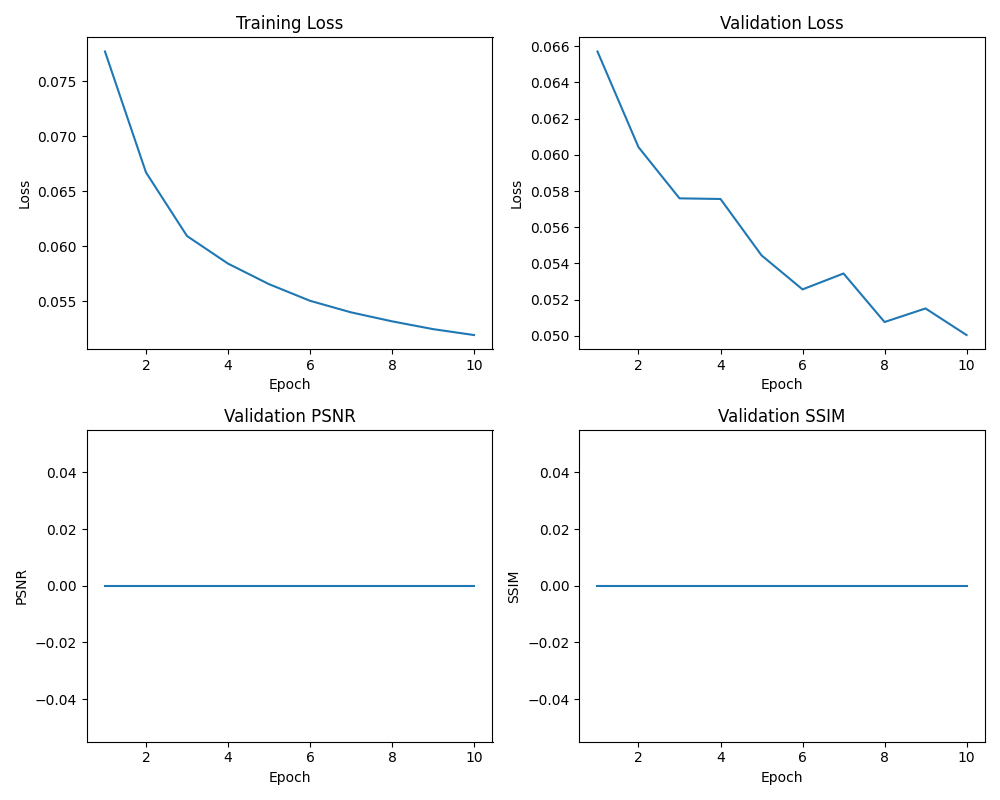 Training Loss
0.075
0.070
0.065
0.060
0.055
Loss
2 4 6 8 10
Epoch
Validation Loss
0.066
0.064
0.062
0.060
0.058
0.056
0.054
0.052
0.050
Loss
2 4 6 8 10
Epoch
Validation PSNR
0.04
0.02
0.00
−0.02
−0.04
PSNR
2 4 6 8 10
Epoch
Validation SSIM
0.04
0.02
0.00
−0.02
−0.04
SSIM
2 4 6 8 10
Epoch